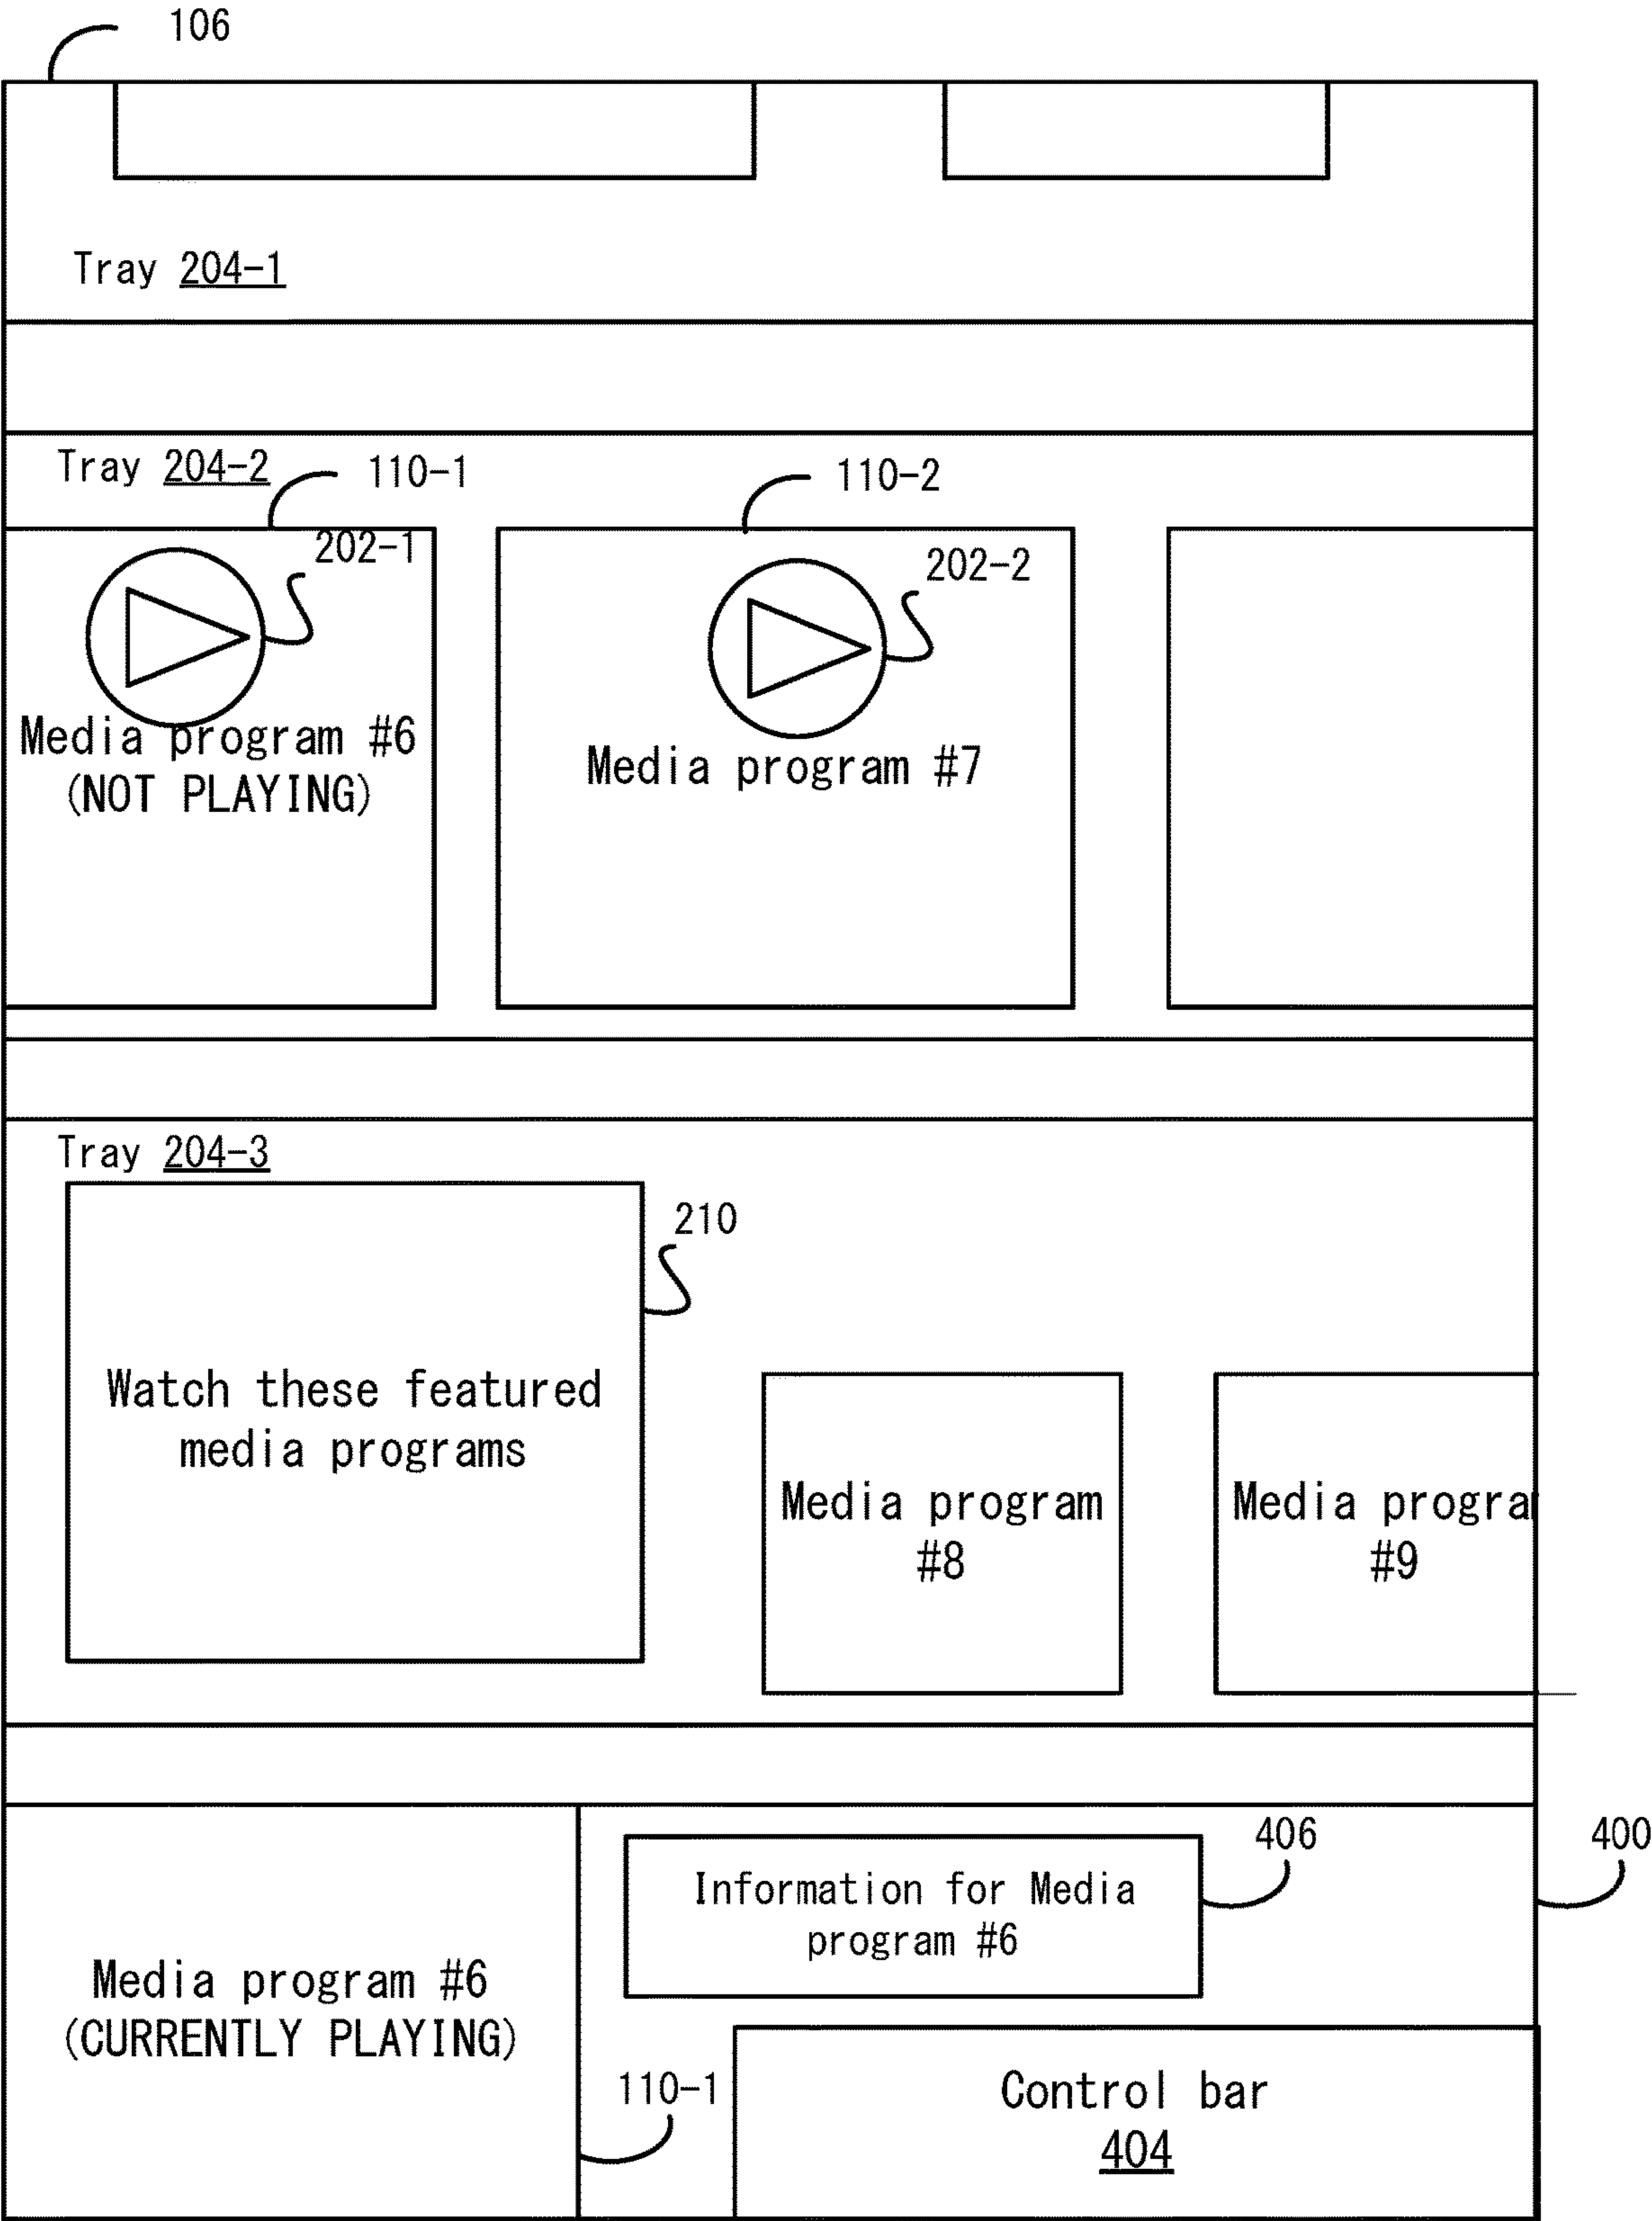 106
Tray 204-1
Tray 204-2
110-1
110-2
202-1
202-2
Media program #6
(NOT PLAYING)
Media program #7
Tray 204-3
210
Watch these featured
media programs
Media program
#8
Media progra
#9
406
400
Information for Media
program #6
Media program #6
(CURRENTLY PLAYING)
110-1
Control bar
404